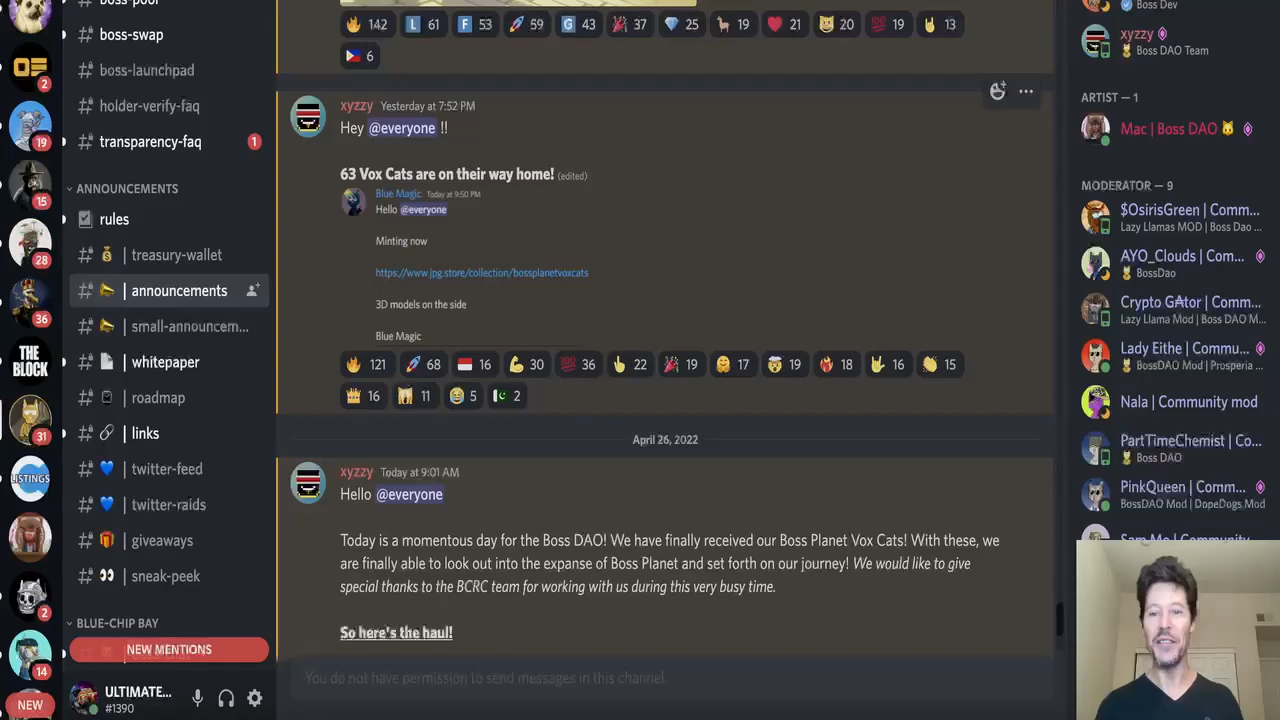 boss-swap
boss-launchpad
holder-verify-faq
transparency-faq
1
ANNOUNCEMENTS
rules
| treasury-wallet
| announcements
| small-announcem...
| whitepaper
| roadmap
| links
| twitter-feed
| twitter-raids
| giveaways
| sneak-peek
BLUE-CHIP BAY
NEW MENTIONS
ULTIMATE...
#1390
2
19
15
28
36
THE
BLOCK
31
LISTINGS
2
14
NEW
142
L 61
F 53
59
G 43
37
25
19
21
20
19
13
6
xyzzy Yesterday at 7:52 PM
Hey @everyone !!
63 Vox Cats are on their way home! (edited)
Blue Magic Today at 9:50 PM
Hello @everyone
Minting now
https://www.jpg.store/collection/bossplanetvoxcats
3D models on the side
Blue Magic
121
68
16
30
36
22
19
17
19
18
16
15
16
11
5
2
April 26, 2022
xyzzy Today at 9:01 AM
Hello @everyone
Today is a momentous day for the Boss DAO! We have finally received our Boss Planet Vox Cats! With these, we
are finally able to look out into the expanse of Boss Planet and set forth on our journey! We would like to give
special thanks to the BCRC team for working with us during this very busy time.
So here's the haul!
You do not have permission to send messages in this channel.
Boss Dev
xyzzy
Boss DAO Team
ARTIST — 1
Mac | Boss DAO
MODERATOR — 9
$OsirisGreen | Comm...
Lazy Llamas MOD | Boss Dao ...
AYO_Clouds | Com...
BossDao
Crypto GAtor | Comm...
Lazy Llama Mod | Boss DAO M...
Lady Eithe | Commu...
BossDAO Mod | Prosperia ...
Nala | Community mod
PartTimeChemist | Co...
Boss DAO
PinkQueen | Comm...
BossDAO Mod | DopeDogs Mod